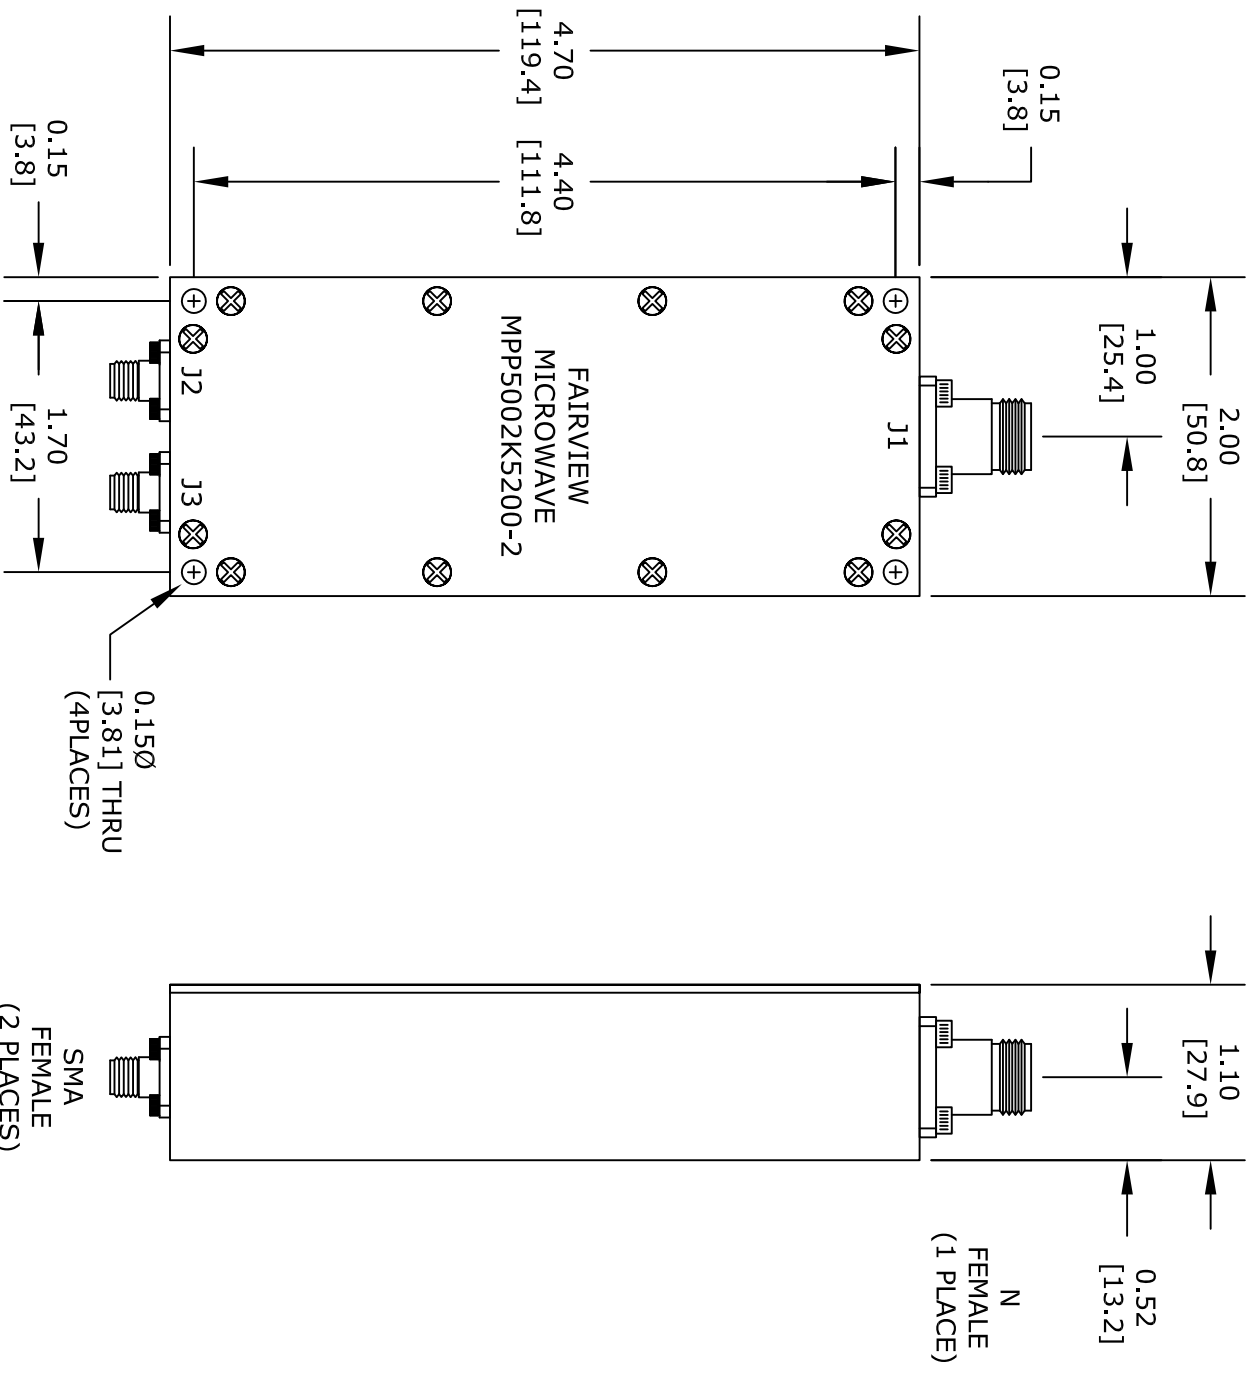 2.00
[50.8]
1.00
[25.4]
0.15
[3.8]
4.70
[119.4]
4.40
[111.8]
J1
FAIRVIEW
MICROWAVE
MPP5002K5200-2
J2
J3
0.15
[3.8]
1.70
[43.2]
0.15Ø
[3.81] THRU
(4PLACES)
1.10
[27.9]
0.52
[13.2]
N
FEMALE
(1 PLACE)
SMA
FEMALE
(2 PLACES)